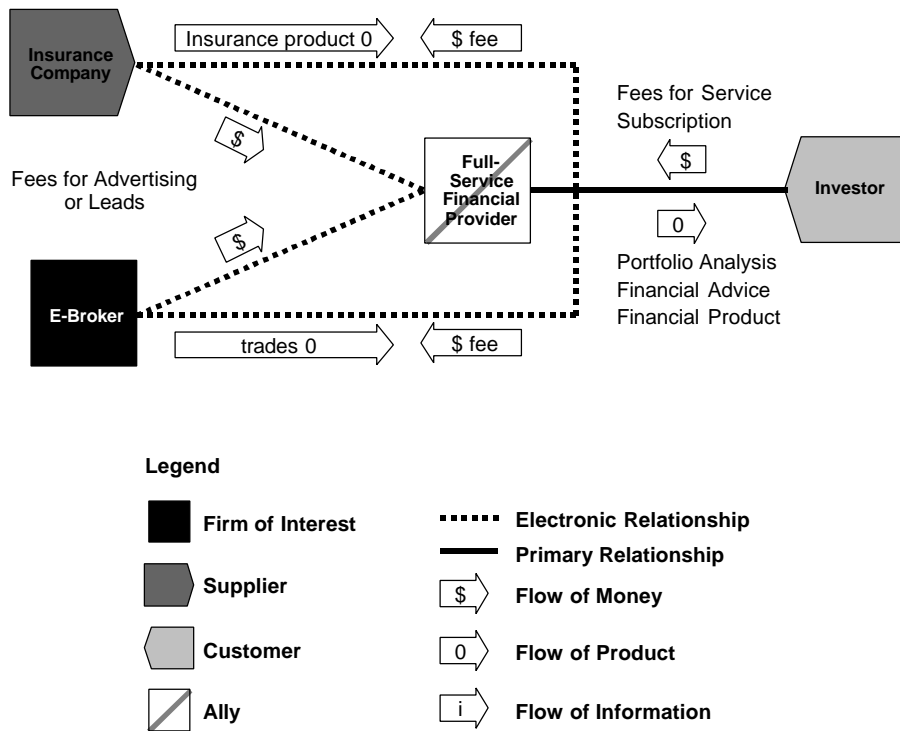 Insurance product 0
$ fee
Insurance
Company
Fees for Service
Subscription
$
$
Full-
Service
Financial
Provider
Fees for Advertising
or Leads
Investor
$
0
Portfolio Analysis
Financial Advice
Financial Product
E-Broker
trades 0
$ fee
Legend
Firm of Interest
Electronic Relationship
Primary Relationship
Supplier
$
Flow of Money
Customer
0
Flow of Product
Ally
i
Flow of Information